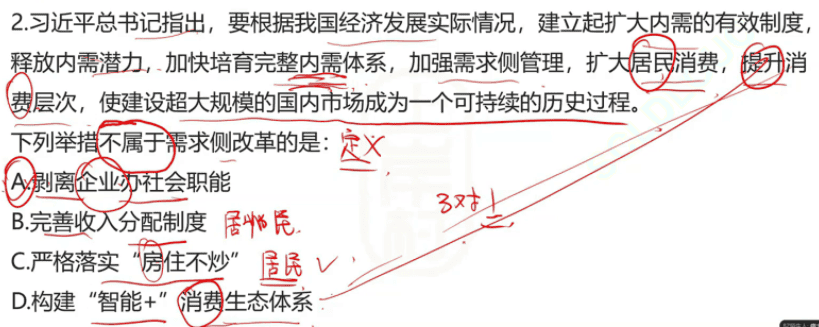 2.习近平总书记指出，要根据我国经济发展实际情况，建立起扩大内需的有效制度，
释放内需潜力，加快培育完整内需体系，加强需求侧管理，扩大居民消费，提升消
费层次，使建设超大规模的国内市场成为一个可持续的历史过程。
下列举措不属于需求侧改革的是：定义
A.剥离企业办社会职能
3对1
B.完善收入分配制度 居民
C.严格落实“房住不炒” 居民✓
D.构建“智能+”消费生态体系